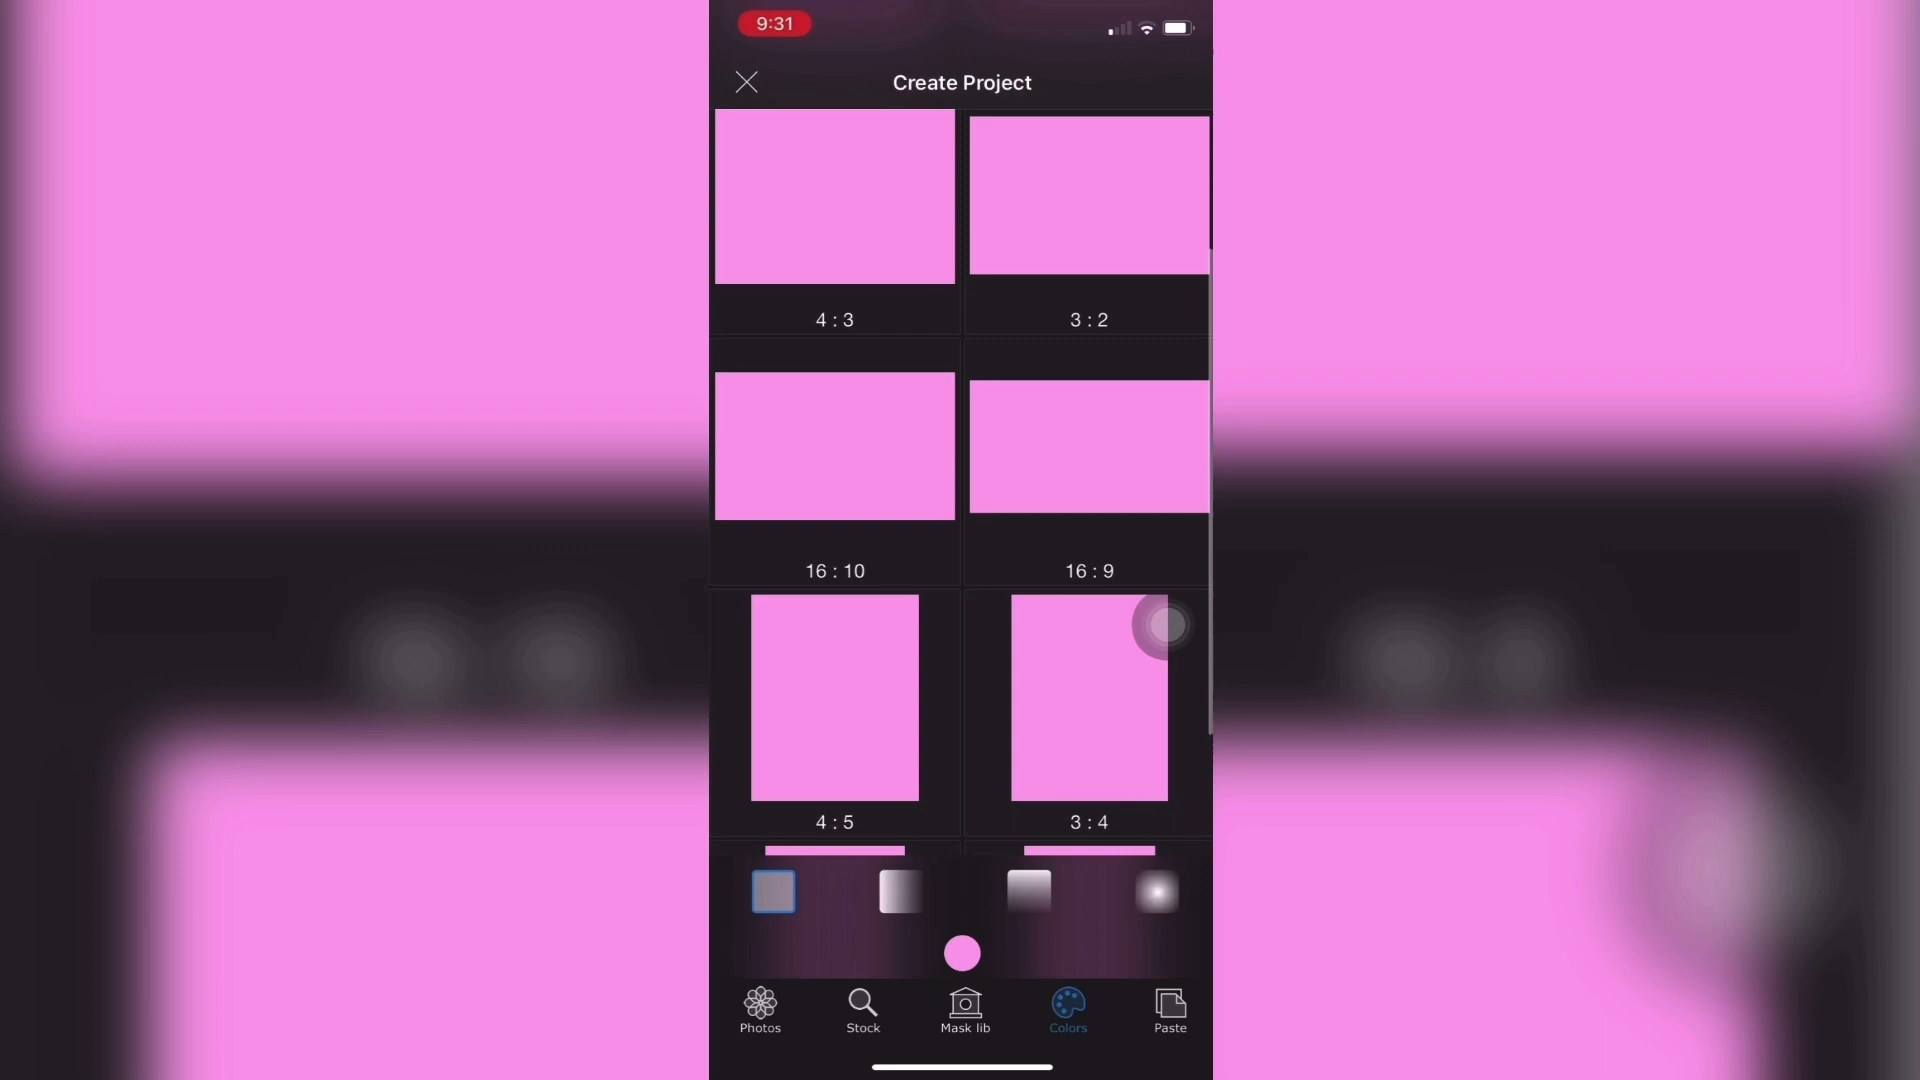 9:31
Create Project
4 : 3
3 : 2
16 : 10
16 : 9
4 : 5
3 : 4
Photos
Stock
Mask lib
Colors
Paste